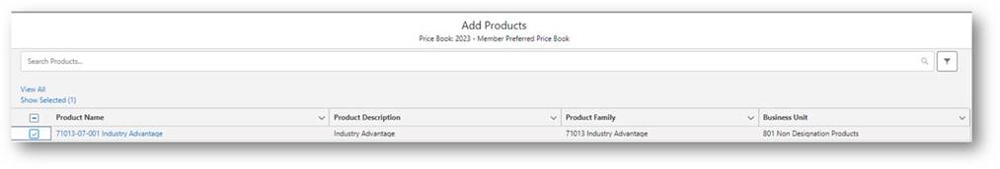 Add Products
Price Book: 2023 - Member Preferred Price Book
Search Products...
View All
Show Selected (1)
Product Name Product Description Product Family Business Unit
71013-07-001 Industry Advantage Industry Advantage 71013 Industry Advantage 801 Non Designation Products